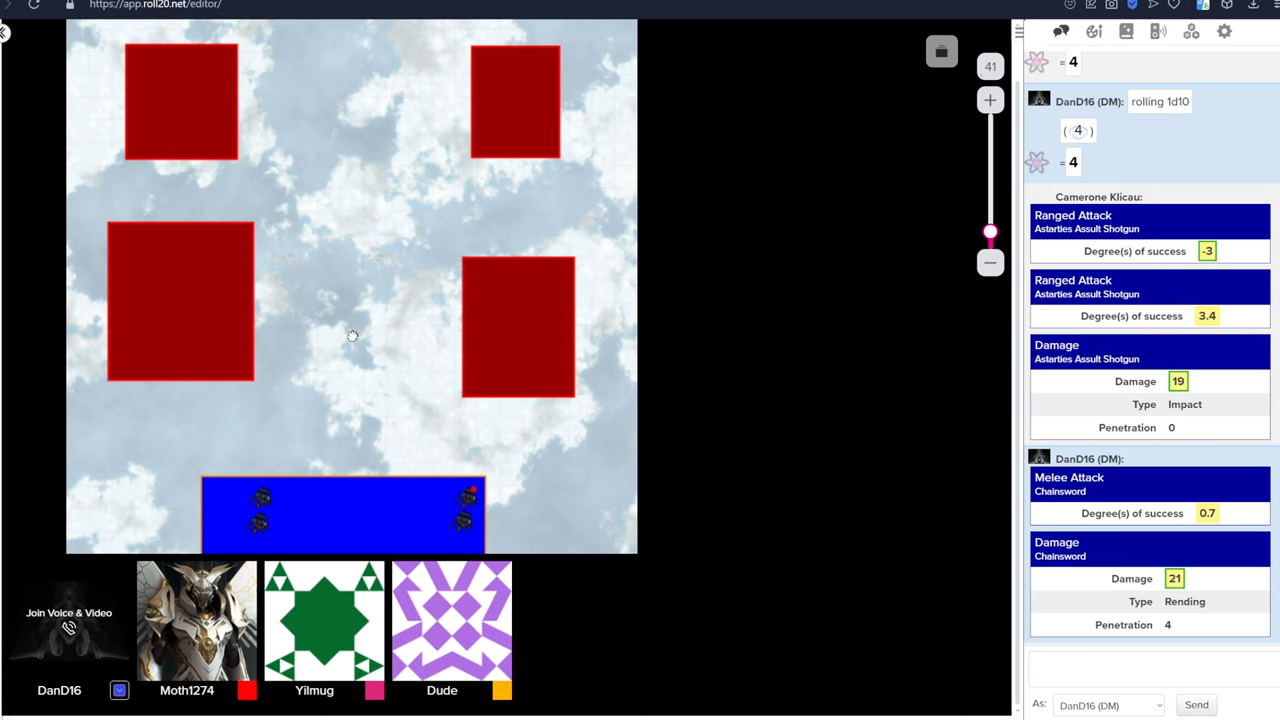 https://app.roll20.net/editor/
41
= 4
DanD16 (DM): rolling 1d10
( 4 )
= 4
Camerone Klicau:
Ranged Attack
Astarties Assult Shotgun
Degree(s) of success -3
Ranged Attack
Astarties Assult Shotgun
Degree(s) of success 3.4
Damage
Astarties Assult Shotgun
Damage 19
Type Impact
Penetration 0
DanD16 (DM):
Melee Attack
Chainsword
Degree(s) of success 0.7
Damage
Chainsword
Damage 21
Type Rending
Penetration 4
Join Voice & Video
DanD16
Moth1274
Yilmug
Dude
As: DanD16 (DM) Send